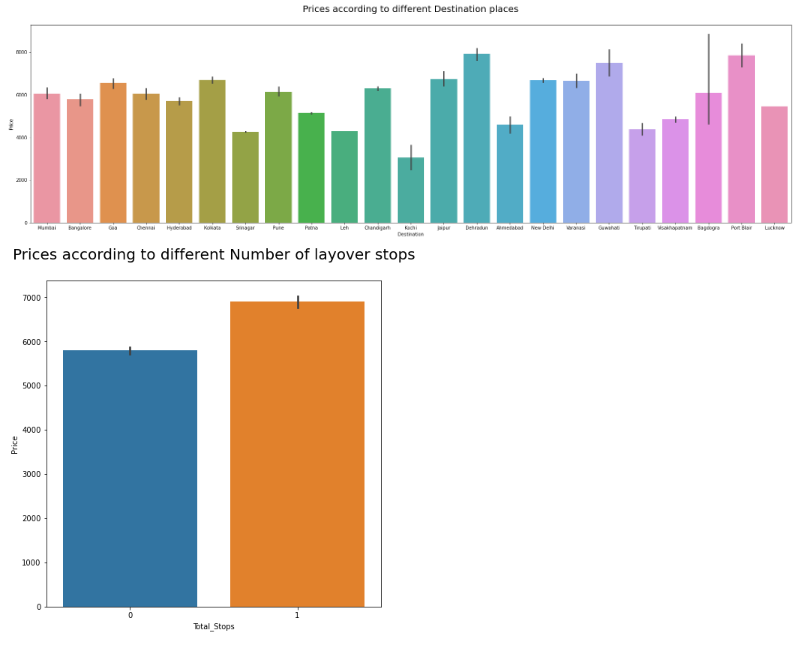 Prices according to different Destination places
8000
6000
4000
2000
0
Price
Mumbai Bangalore Goa Chennai Hyderabad Kolkata Srinagar Pune Patna Leh Chandigarh Kochi Jaipur Dehradun Ahmedabad New Delhi Varanasi Guwahati Tirupati Visakhapatnam Bagdogra Port Blair Lucknow
Destination
Prices according to different Number of layover stops
7000
6000
5000
4000
3000
2000
1000
0
Price
0 1
Total_Stops